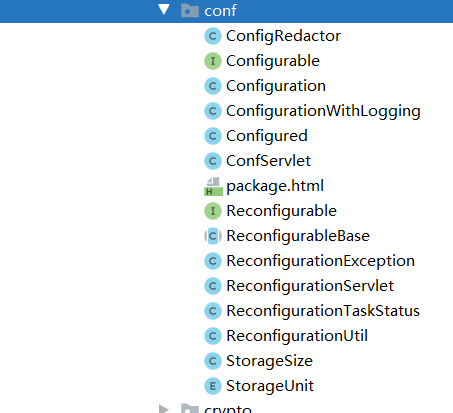 conf
ConfigRedactor
Configurable
Configuration
ConfigurationWithLogging
Configured
ConfServlet
package.html
Reconfigurable
ReconfigurableBase
ReconfigurationException
ReconfigurationServlet
ReconfigurationTaskStatus
ReconfigurationUtil
StorageSize
StorageUnit
crypto